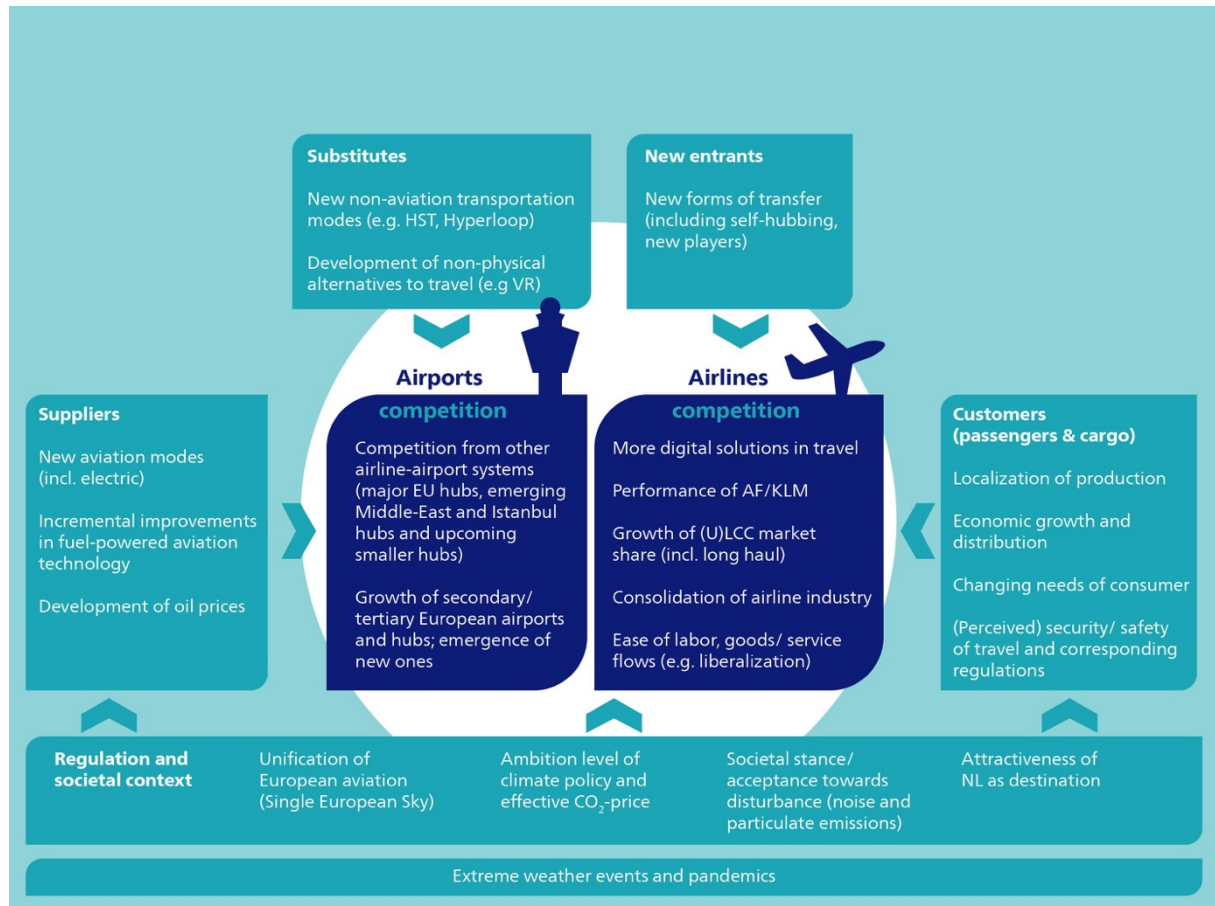 Substitutes
New non-aviation transportation
modes (e.g. HST, Hyperloop)
Development of non-physical
alternatives to travel (e.g VR)
New entrants
New forms of transfer
(including self-hubbing,
new players)
Suppliers
New aviation modes
(incl. electric)
Incremental improvements
in fuel-powered aviation
technology
Development of oil prices
Airports
competition
Competition from other
airline-airport systems
(major EU hubs, emerging
Middle-East and Istanbul
hubs and upcoming
smaller hubs)
Growth of secondary/
tertiary European airports
and hubs; emergence of
new ones
Airlines
competition
More digital solutions in travel
Performance of AF/KLM
Growth of (U)LCC market
share (incl. long haul)
Consolidation of airline industry
Ease of labor, goods/ service
flows (e.g. liberalization)
Customers
(passengers & cargo)
Localization of production
Economic growth and
distribution
Changing needs of consumer
(Perceived) security/ safety
of travel and corresponding
regulations
Regulation and
societal context
Unification of
European aviation
(Single European Sky)
Ambition level of
climate policy and
effective CO₂-price
Societal stance/
acceptance towards
disturbance (noise and
particulate emissions)
Attractiveness of
NL as destination
Extreme weather events and pandemics